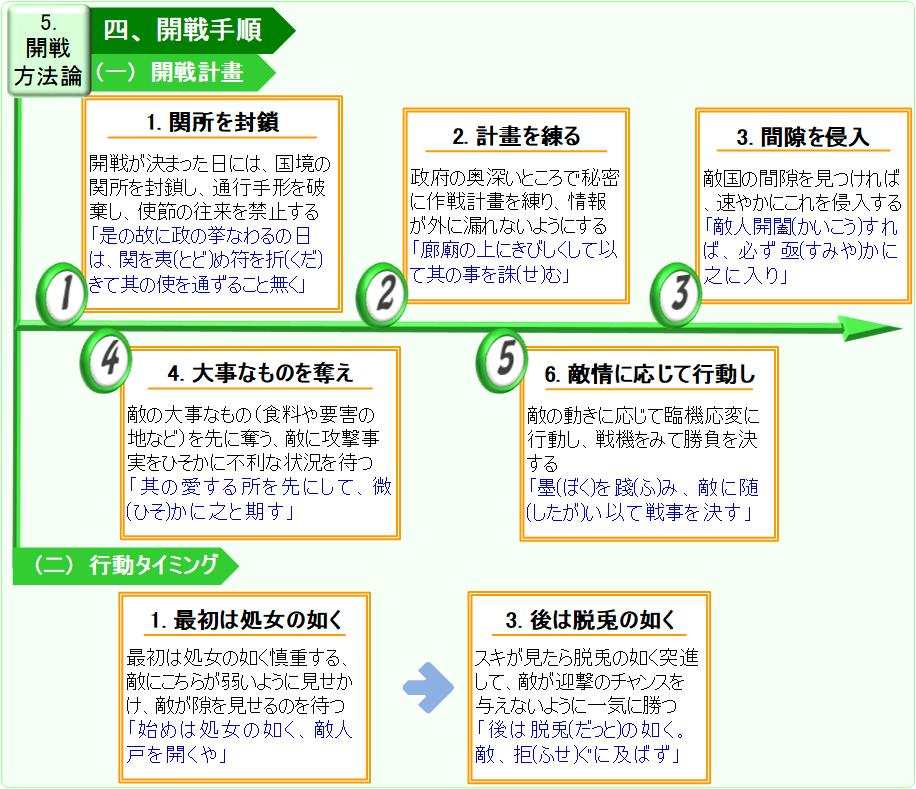 5.
開戦
方法論
四、開戦手順
（一）開戦計畫
1. 関所を封鎖
開戦が決まった日には、国境の
関所を封鎖し、通行手形を破
棄し、使節の往来を禁止する
「是の故に政の挙なわるの日
は、関を夷(とど)め符を折(くだ)
きて其の使を通ずること無く」
1
2. 計畫を練る
政府の奥深いところで秘密
に作戦計畫を練り、情報
が外に漏れないようにする
「廊廟の上にきびしくして以
て其の事を誅(せ)む」
2
3. 間隙を侵入
敵国の間隙を見つければ、
速やかにこれを侵入する
「敵人開闔(かいこう)すれ
ば、必ず亟(すみや)かに
之に入り」
3
4
4. 大事なものを奪え
敵の大事なもの（食料や要害の
地など）を先に奪う、敵に攻撃事
実をひそかに不利な状況を待つ
「其の愛する所を先にして、微
(ひそ)かに之と期す」
5
6. 敵情に応じて行動し
敵の動きに応じて臨機応変に
行動し、戦機をみて勝負を決
する
「墨(ぼく)を踐(ふ)み、敵に随
(したが)い以て戦事を決す」
（二）行動タイミング
1. 最初は処女の如く
最初は処女の如く慎重する、
敵にこちらが弱いように見せか
け、敵が隙を見せるのを待つ
「始めは処女の如く、敵人
戸を開くや」
3. 後は脱兎の如く
スキが見たら脱兎の如く突進
して、敵が迎撃のチャンスを
与えないように一気に勝つ
「後は脱兎(だっと)の如く。
敵、拒(ふせ)ぐに及ばず」